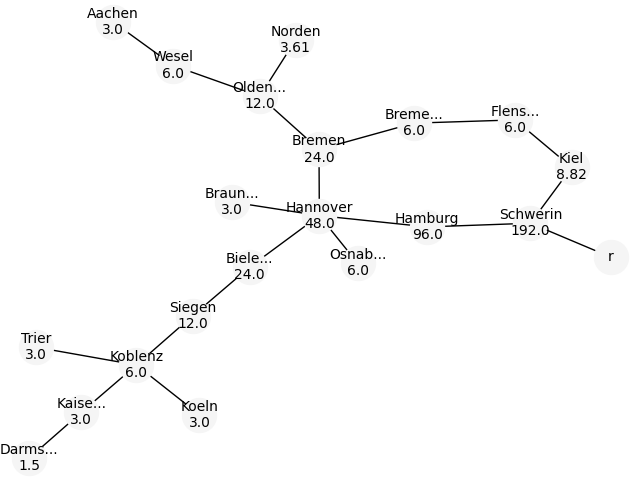 Aachen
3.0
Norden
3.61
Wesel
6.0
Olden...
12.0
Breme...
6.0
Flens...
6.0
Bremen
24.0
Kiel
8.82
Braun...
3.0
Hannover
48.0
Hamburg
96.0
Schwerin
192.0
r
Biele...
24.0
Osnab...
6.0
Siegen
12.0
Trier
3.0
Koblenz
6.0
Kaise...
3.0
Koeln
3.0
Darms...
1.5